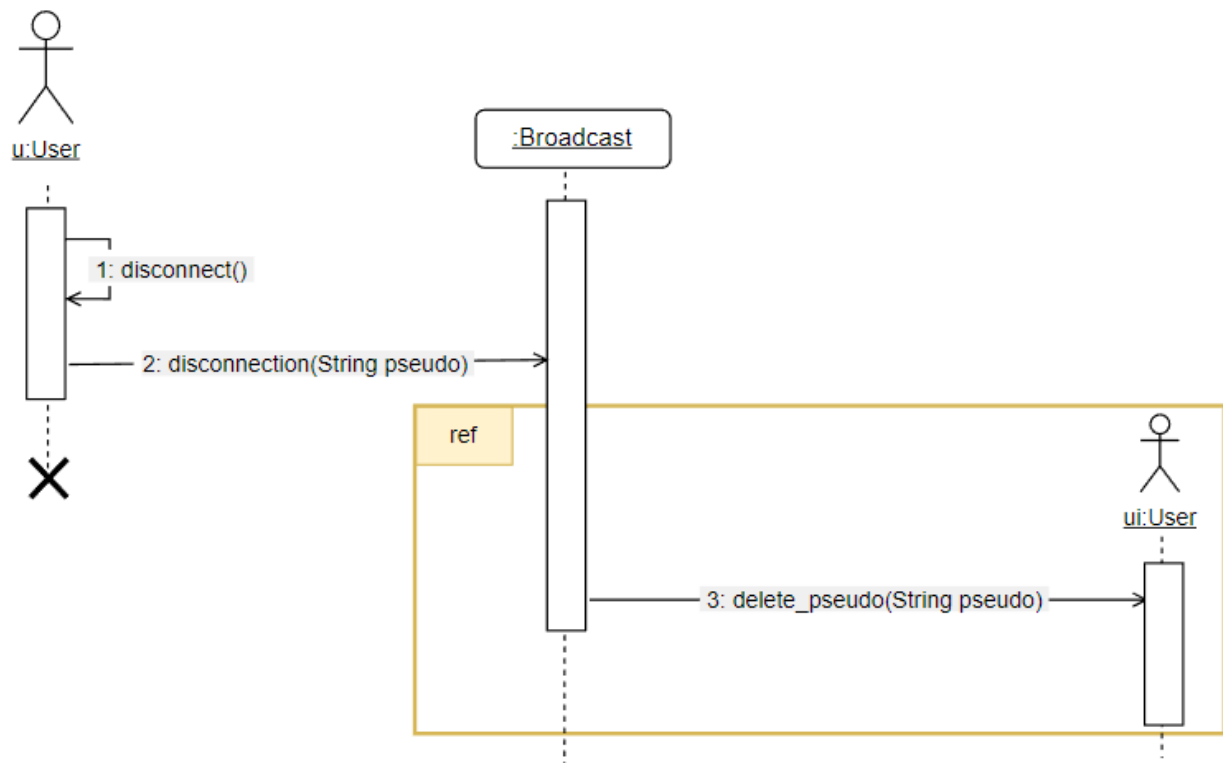 u:User
:Broadcast
1: disconnect()
2: disconnection(String pseudo)
ref
ui:User
3: delete_pseudo(String pseudo)